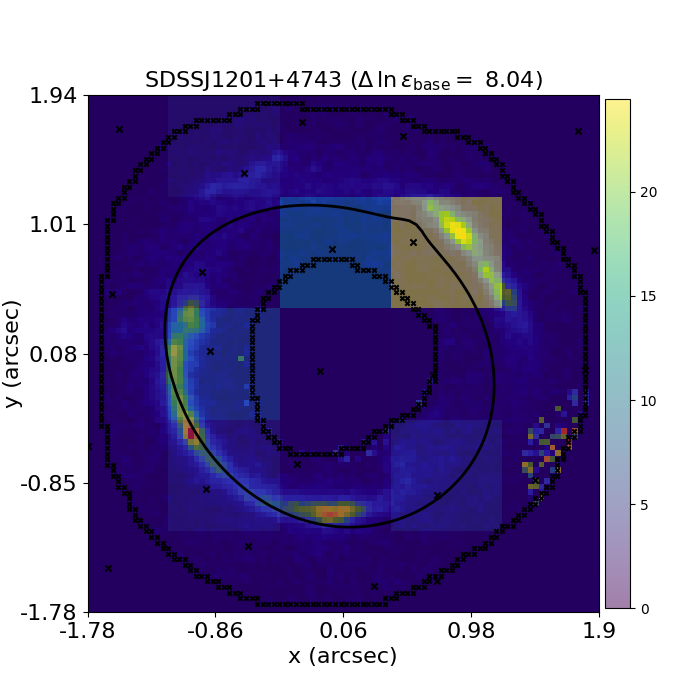 SDSSJ1201+4743 (Δ ln ε_base = 8.04)
1.94
1.01
0.08
-0.85
-1.78
y (arcsec)
-1.78 -0.86 0.06 0.98 1.9
x (arcsec)
20
15
10
5
0